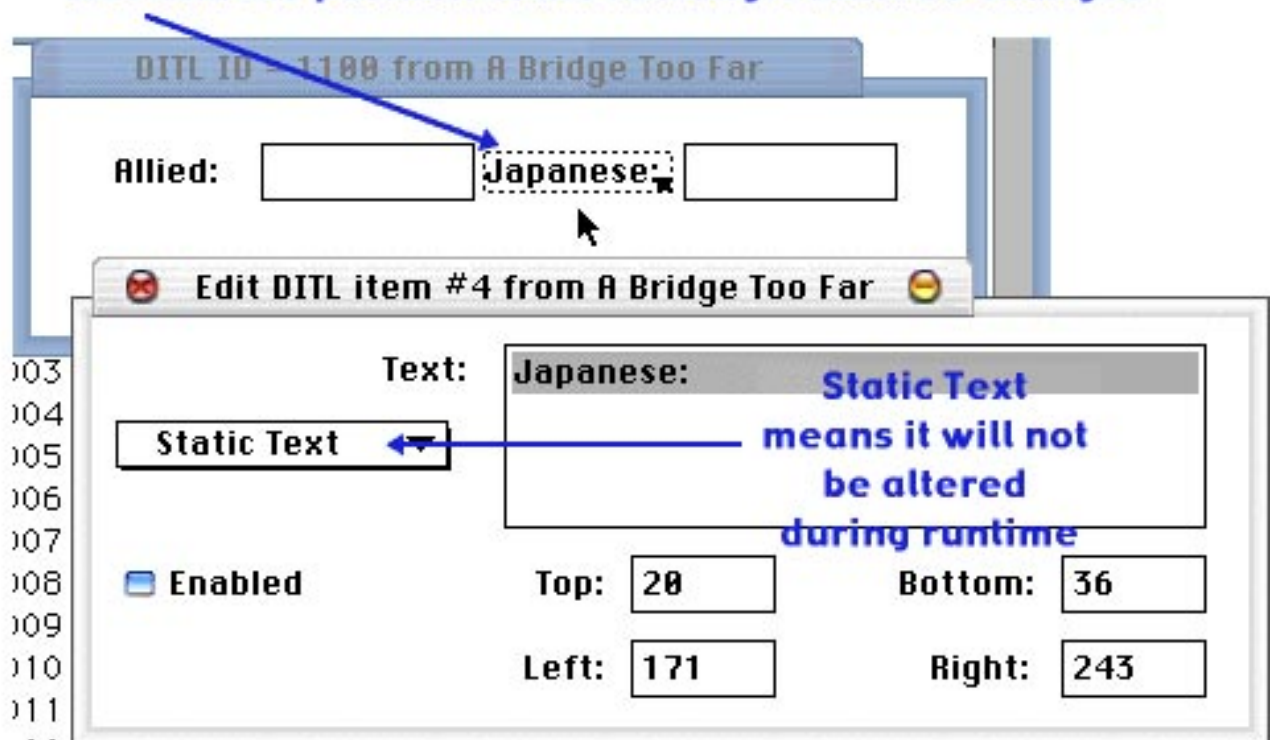 DITL ID = 1100 from A Bridge Too Far
Allied:
Japanese:
Edit DITL item #4 from A Bridge Too Far
Text:
Japanese:
Static Text
means it will not
be altered
during runtime
Static Text
Enabled
Top: 20
Bottom: 36
Left: 171
Right: 243
003
004
005
006
007
008
009
010
011